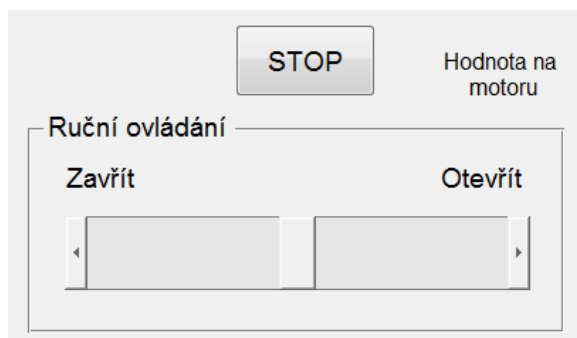 STOP
Hodnota na
motoru
Ruční ovládání
Zavřít
Otevřít